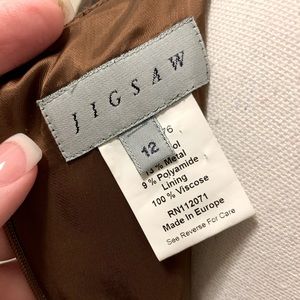 JIGSAW
12
% Metal
9 % Polyamide
Lining
100 % Viscose
RN112071
Made In Europe
See Reverse For Care